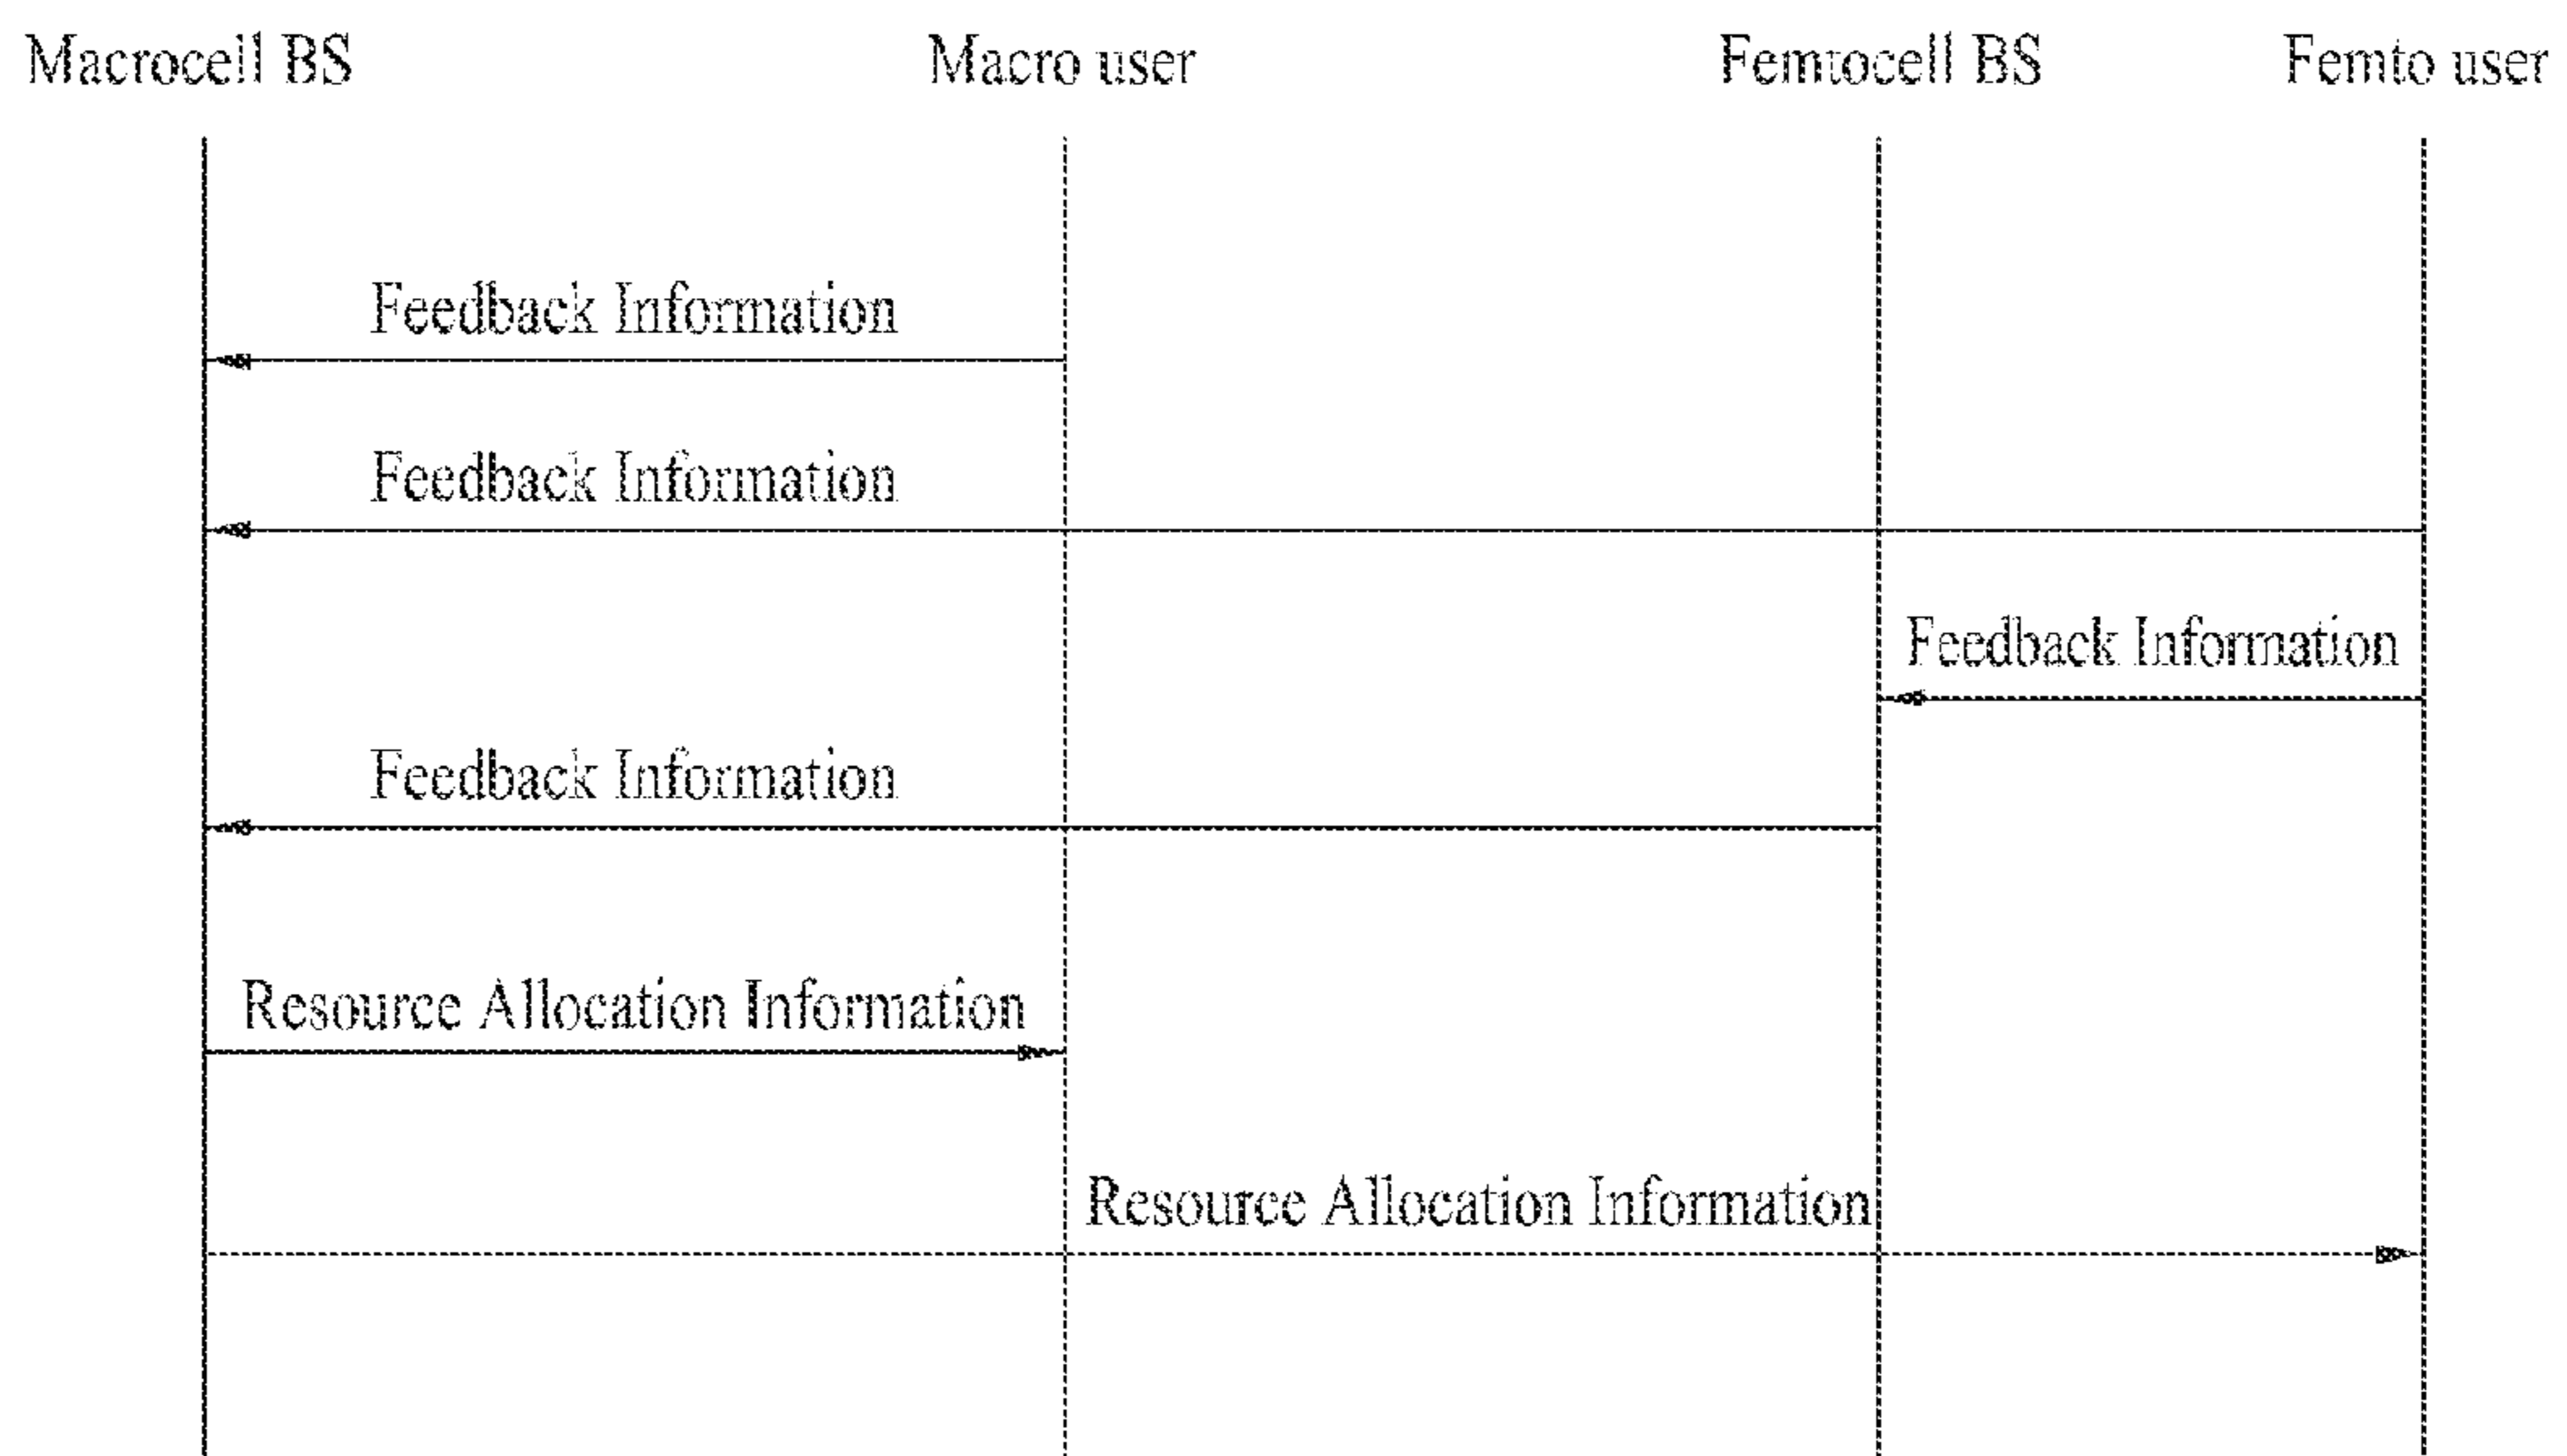 Macrocell BS Macro user Femtocell BS Femto user
Feedback Information
Feedback Information
Feedback Information
Feedback Information
Resource Allocation Information
Resource Allocation Information